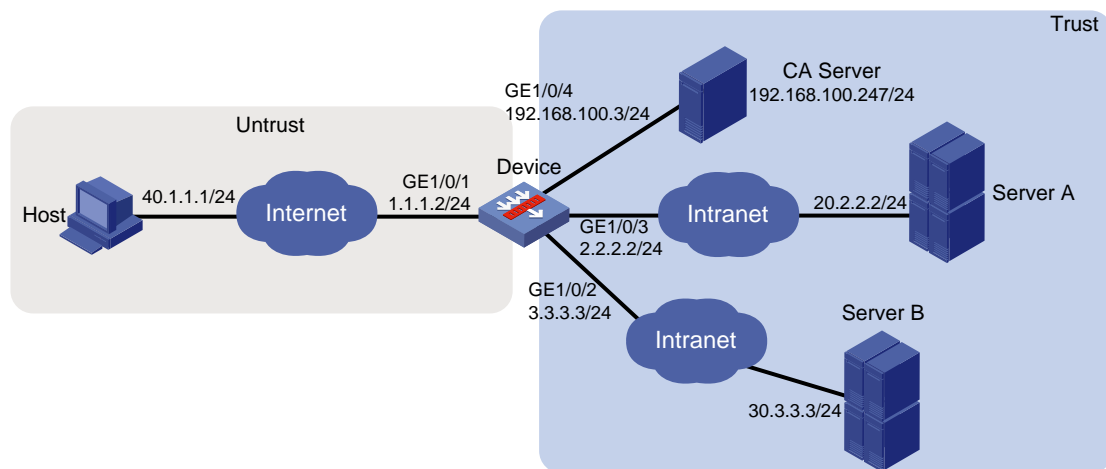 Trust
CA Server
192.168.100.247/24
GE1/0/4
192.168.100.3/24
Untrust
Device
Host
40.1.1.1/24
Internet
GE1/0/1
1.1.1.2/24
GE1/0/3
2.2.2.2/24
Intranet
20.2.2.2/24
Server A
GE1/0/2
3.3.3.3/24
Intranet
Server B
30.3.3.3/24